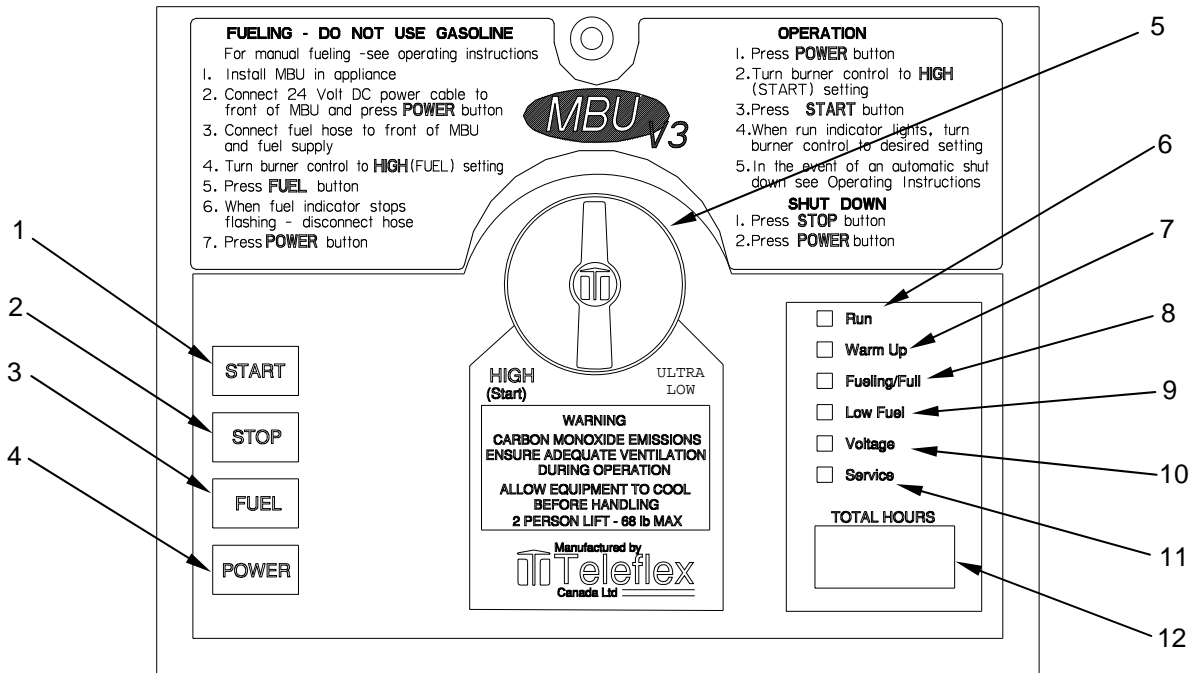 FUELING - DO NOT USE GASOLINE
For manual fueling -see operating instructions
1. Install MBU in appliance
2. Connect 24 Volt DC power cable to
front of MBU and press POWER button
3. Connect fuel hose to front of MBU
and fuel supply
4. Turn burner control to HIGH(FUEL) setting
5. Press FUEL button
6. When fuel indicator stops
flashing - disconnect hose
7. Press POWER button
MBU
V3
OPERATION
1. Press POWER button
2.Turn burner control to HIGH
(START) setting
3.Press START button
4.When run indicator lights, turn
burner control to desired setting
5.In the event of an automatic shut
down see Operating Instructions
SHUT DOWN
1. Press STOP button
2.Press POWER button
1
2
3
4
START
STOP
FUEL
POWER
HIGH
(Start)
ULTRA
LOW
WARNING
CARBON MONOXIDE EMISSIONS
ENSURE ADEQUATE VENTILATION
DURING OPERATION
ALLOW EQUIPMENT TO COOL
BEFORE HANDLING
2 PERSON LIFT - 68 lb MAX
Manufactured by
Teleflex
Canada Ltd
Run
Warm Up
Fueling/Full
Low Fuel
Voltage
Service
TOTAL HOURS
5
6
7
8
9
10
11
12